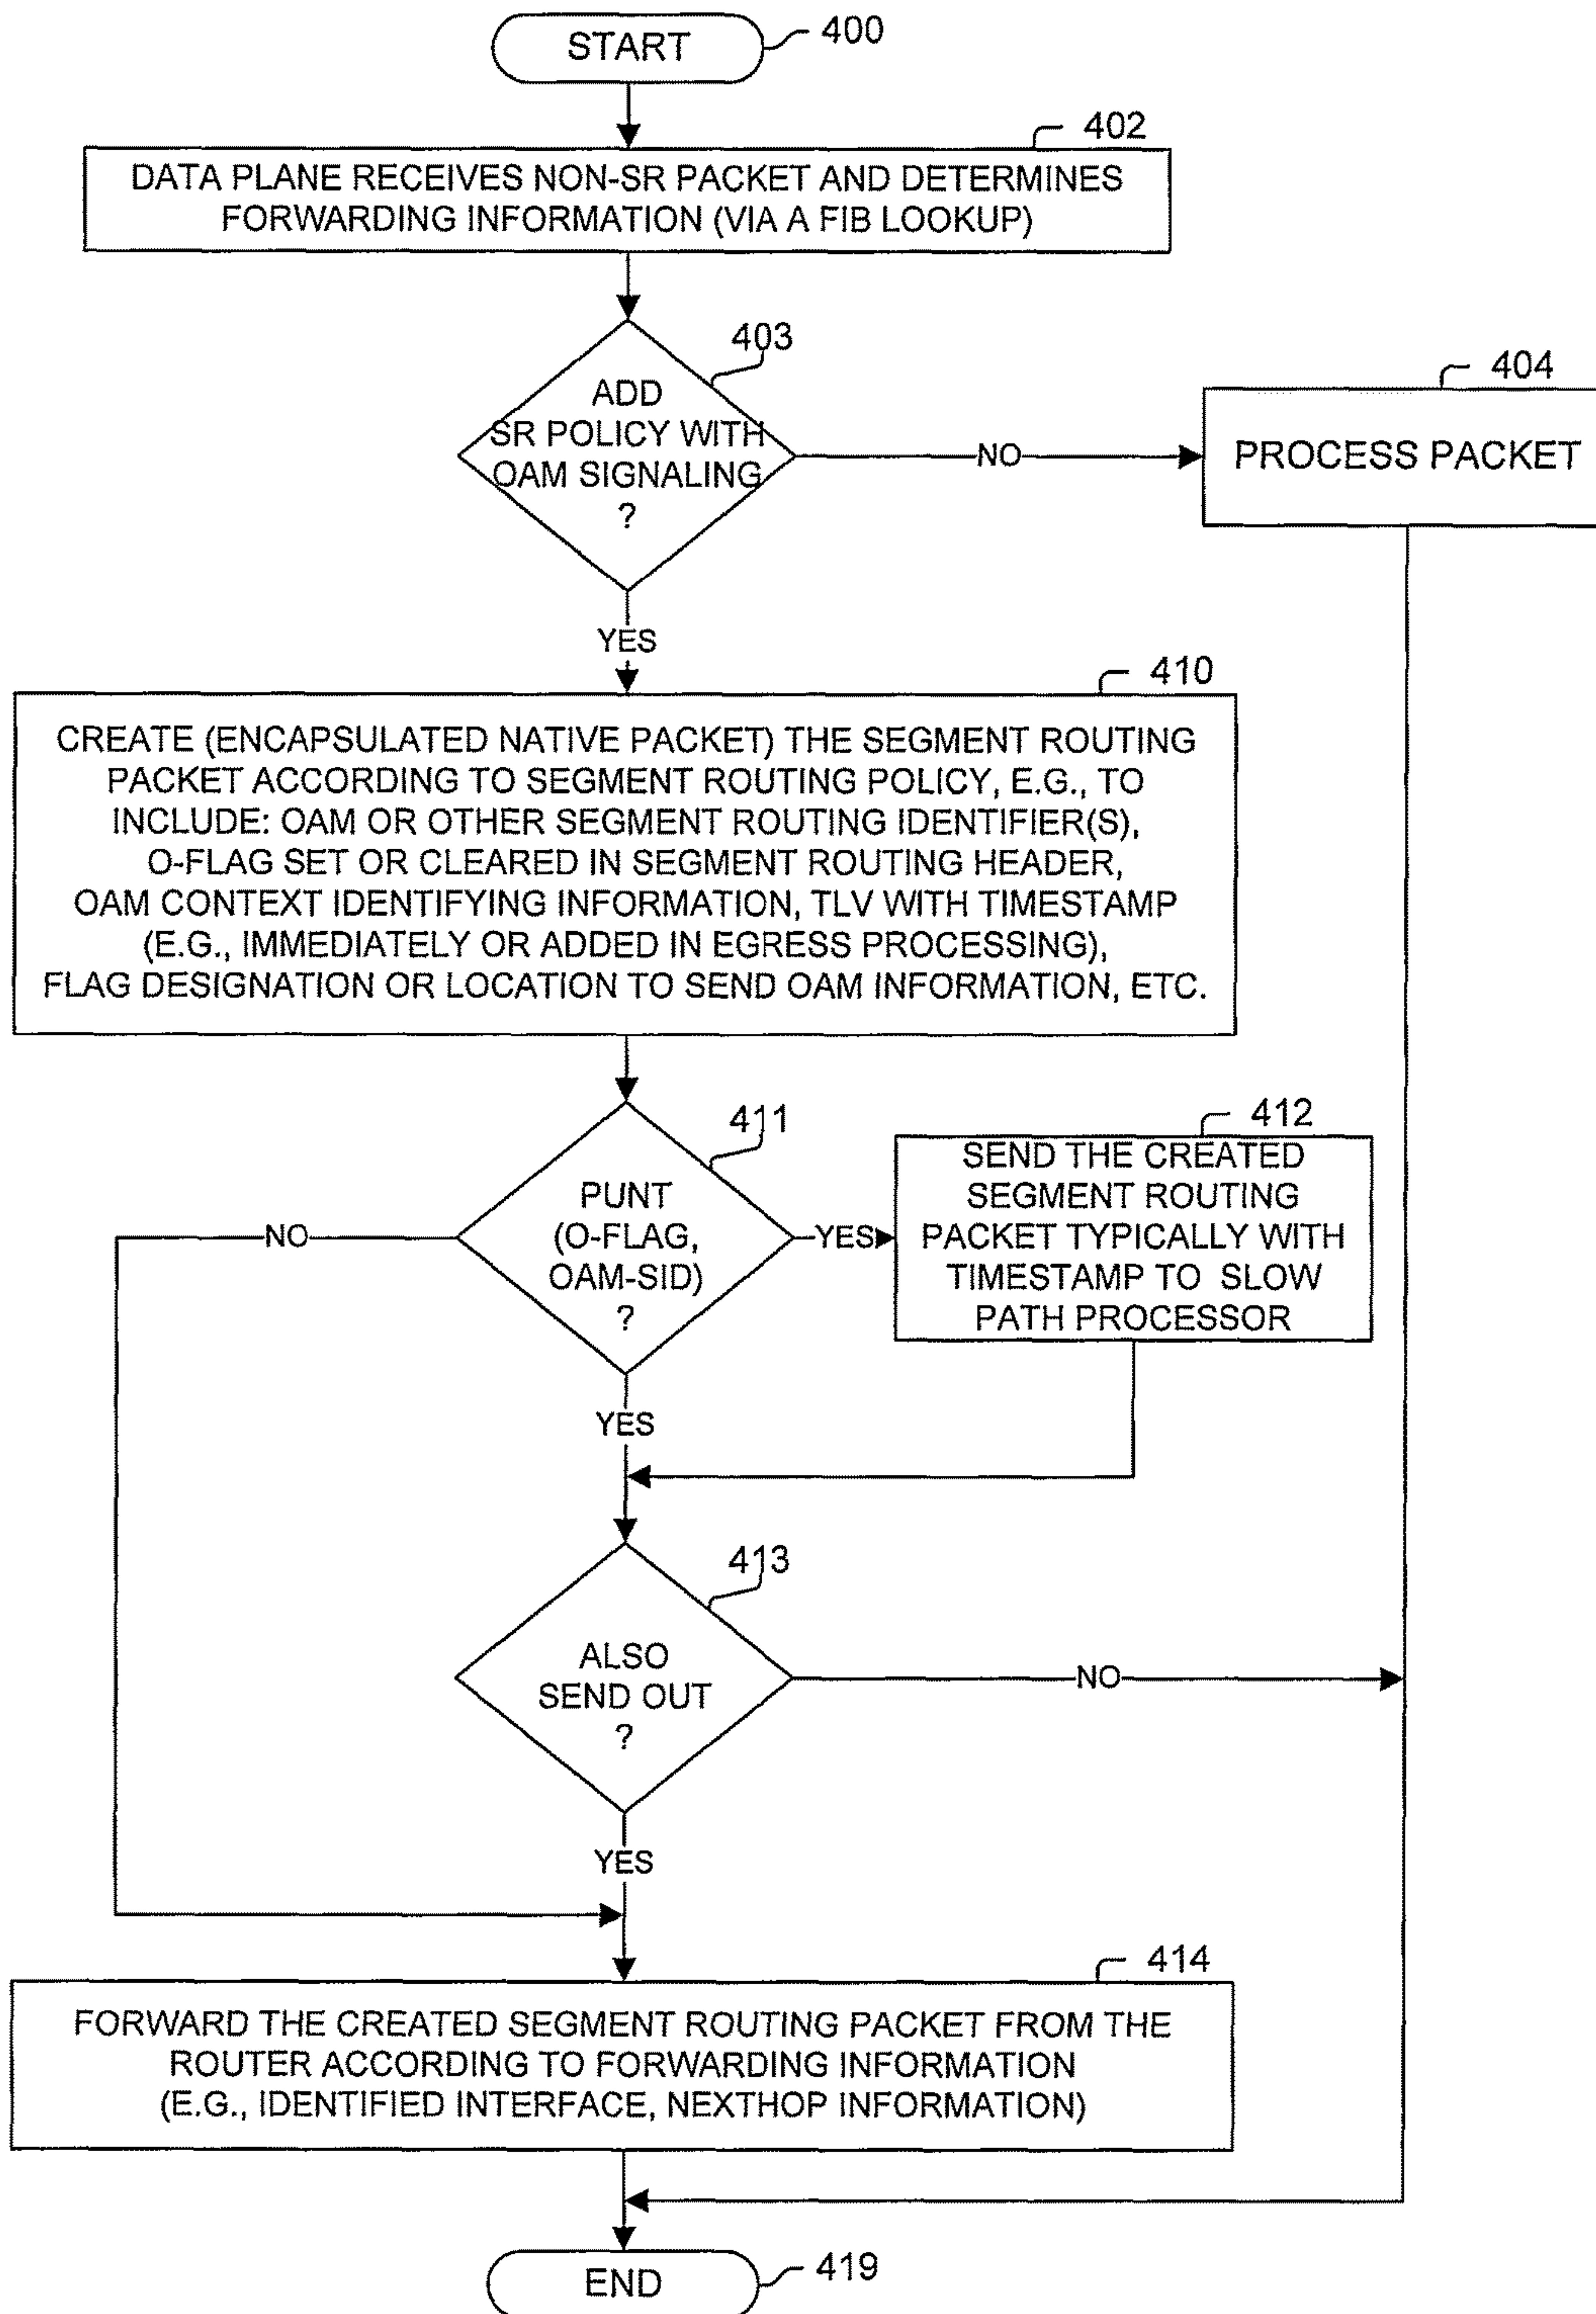 START
400
402
DATA PLANE RECEIVES NON-SR PACKET AND DETERMINES
FORWARDING INFORMATION (VIA A FIB LOOKUP)
403
ADD
SR POLICY WITH
OAM SIGNALING
?
NO
404
PROCESS PACKET
YES
410
CREATE (ENCAPSULATED NATIVE PACKET) THE SEGMENT ROUTING
PACKET ACCORDING TO SEGMENT ROUTING POLICY, E.G., TO
INCLUDE: OAM OR OTHER SEGMENT ROUTING IDENTIFIER(S),
O-FLAG SET OR CLEARED IN SEGMENT ROUTING HEADER,
OAM CONTEXT IDENTIFYING INFORMATION, TLV WITH TIMESTAMP
(E.G., IMMEDIATELY OR ADDED IN EGRESS PROCESSING),
FLAG DESIGNATION OR LOCATION TO SEND OAM INFORMATION, ETC.
411
PUNT
(O-FLAG,
OAM-SID)
?
NO
YES
412
SEND THE CREATED
SEGMENT ROUTING
PACKET TYPICALLY WITH
TIMESTAMP TO SLOW
PATH PROCESSOR
YES
413
ALSO
SEND OUT
?
NO
YES
414
FORWARD THE CREATED SEGMENT ROUTING PACKET FROM THE
ROUTER ACCORDING TO FORWARDING INFORMATION
(E.G., IDENTIFIED INTERFACE, NEXTHOP INFORMATION)
END
419